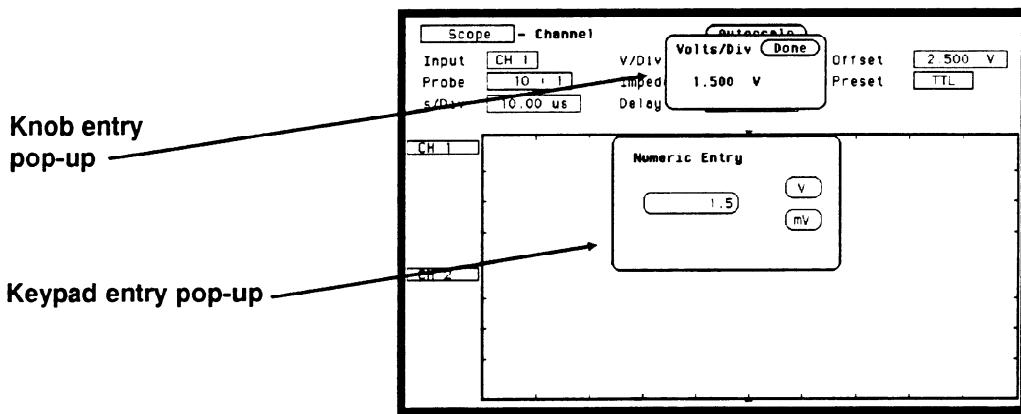 Scope - Channel
Autoscale
Input CH 1 V/Div Volts/Div Done Offset 2.500 V
Probe 10 : 1 Imped 1.500 V Preset TTL
s/Div 10.00 us Delay
Knob entry
pop-up
CH 1
Numeric Entry
1.5 V
mV
CH 2
Keypad entry pop-up